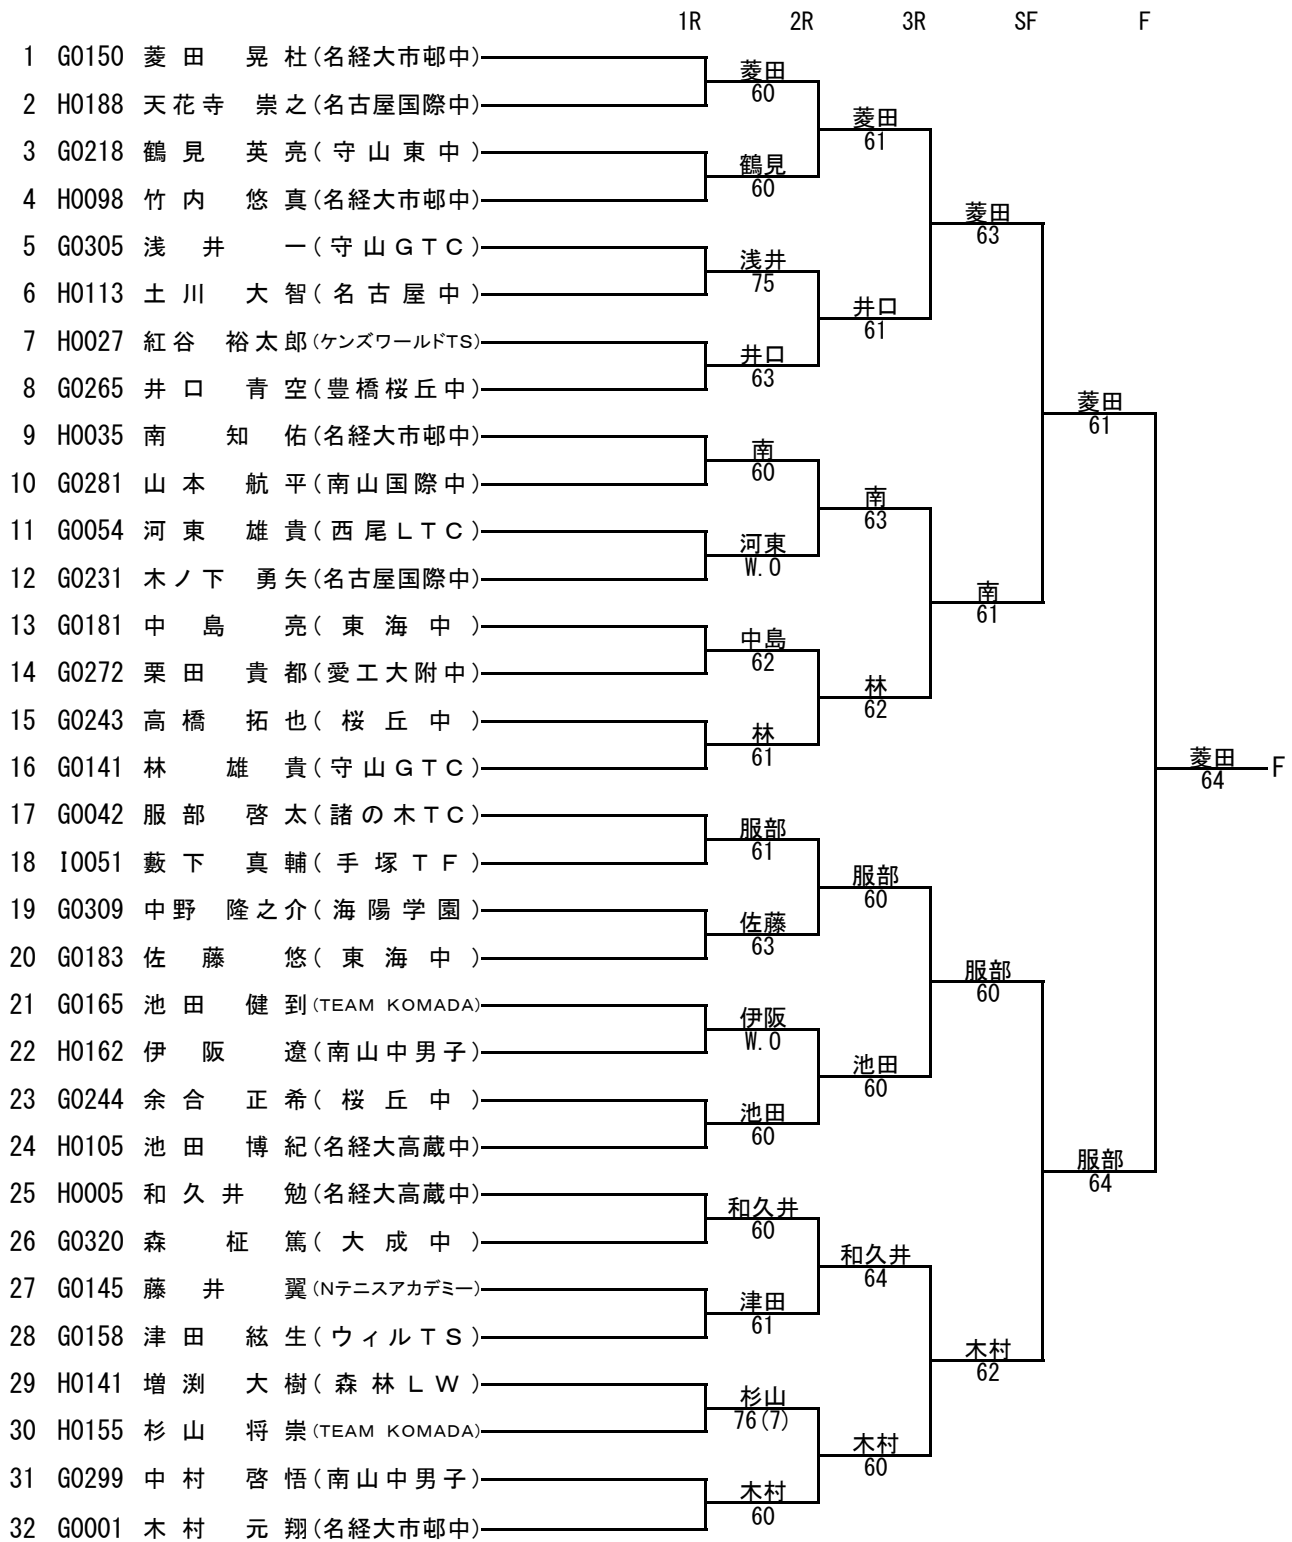 1R 2R 3R SF F
1 G0150 菱田 晃杜(名経大市邨中)
菱田
60
2 H0188 天花寺 崇之(名古屋国際中)
菱田
61
3 G0218 鶴見 英亮(守山東中)
鶴見
60
4 H0098 竹内 悠真(名経大市邨中)
菱田
63
5 G0305 浅井 一(守山GTC)
浅井
75
6 H0113 土川 大智(名古屋中)
井口
61
7 H0027 紅谷 裕太郎(ケンズワールドTS)
井口
63
8 G0265 井口 青空(豊橋桜丘中)
菱田
61
9 H0035 南 知佑(名経大市邨中)
南
60
10 G0281 山本 航平(南山国際中)
南
63
11 G0054 河東 雄貴(西尾LTC)
河東
W.0
12 G0231 木ノ下 勇矢(名古屋国際中)
南
61
13 G0181 中島 亮(東海中)
中島
62
14 G0272 栗田 貴都(愛工大附中)
林
62
15 G0243 高橋 拓也(桜丘中)
林
61
16 G0141 林 雄貴(守山GTC)
菱田 F
64
17 G0042 服部 啓太(諸の木TC)
服部
61
18 I0051 藪下 真輔(手塚TF)
服部
60
19 G0309 中野 隆之介(海陽学園)
佐藤
63
20 G0183 佐藤 悠(東海中)
服部
60
21 G0165 池田 健到(TEAM KOMADA)
伊阪
W.0
22 H0162 伊阪 遼(南山中男子)
池田
60
23 G0244 余合 正希(桜丘中)
池田
60
24 H0105 池田 博紀(名経大高蔵中)
服部
64
25 H0005 和久井 勉(名経大高蔵中)
和久井
60
26 G0320 森 柾篤(大成中)
和久井
64
27 G0145 藤井 翼(Nテニスアカデミー)
津田
61
28 G0158 津田 絃生(ウィルTS)
木村
62
29 H0141 増渕 大樹(森林LW)
杉山
76(7)
30 H0155 杉山 将崇(TEAM KOMADA)
木村
60
31 G0299 中村 啓悟(南山中男子)
木村
60
32 G0001 木村 元翔(名経大市邨中)